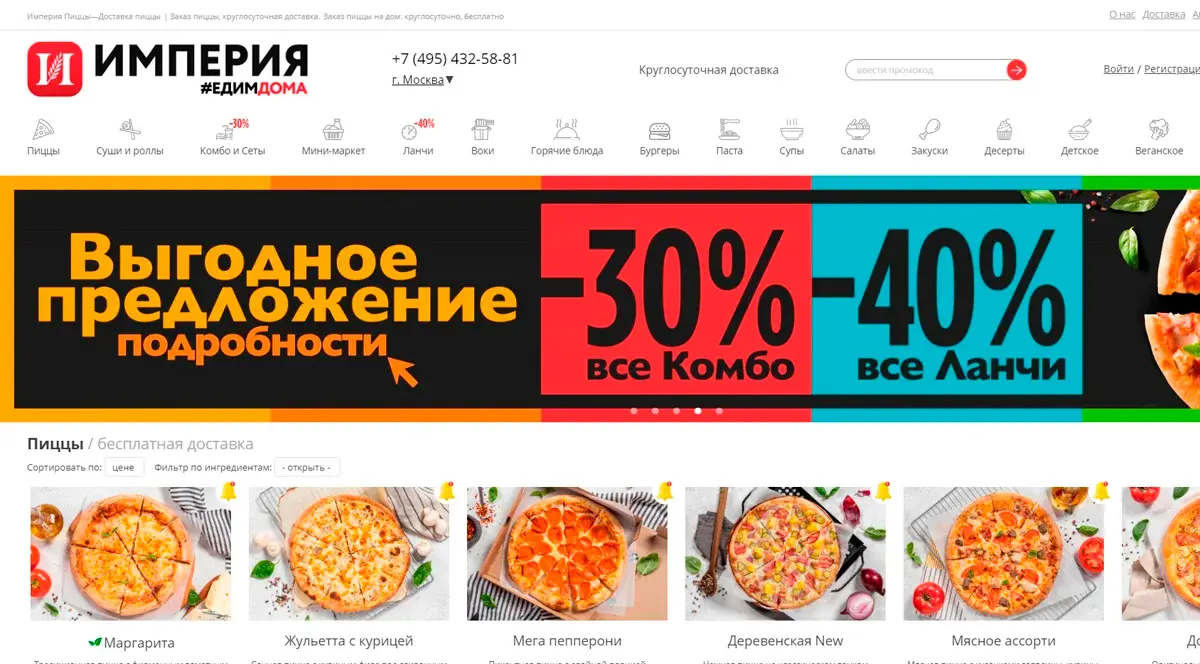 Империя Пиццы—Доставка пиццы | Заказ пиццы, круглосуточная доставка. Заказ пиццы на дом: круглосуточно, бесплатно
О нас Доставка
ИМПЕРИЯ
#ЕДИМДОМА
+7 (495) 432-58-81
г. Москва▼
Круглосуточная доставка
ввести промокод
Войти / Регистраци
-30% -40%
Пиццы Суши и роллы Комбо и Сеты Мини-маркет Ланчи Воки Горячие блюда Бургеры Паста Супы Салаты Закуски Десерты Детское Веганское
Выгодное
предложение
подробности
-30%
все Комбо
-40%
все Ланчи
Пиццы / бесплатная доставка
Сортировать по: цене Фильтр по ингредиентам: - открыть -
Маргарита Жульетта с курицей Мега пепперони Деревенская New Мясное ассорти